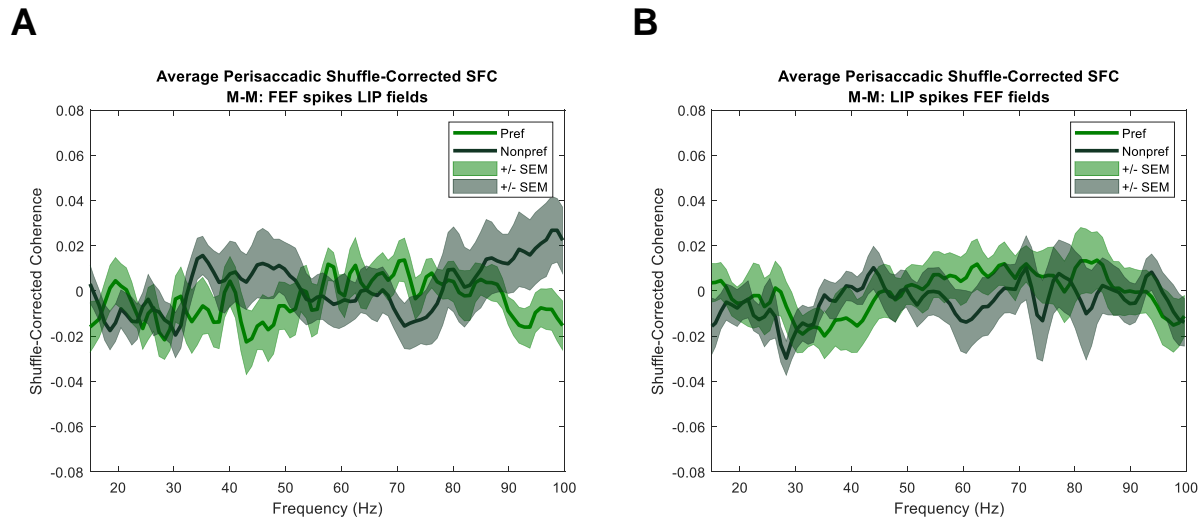 A
Average Perisaccadic Shuffle-Corrected SFC
M-M: FEF spikes LIP fields
0.08
0.06
0.04
0.02
0
-0.02
-0.04
-0.06
-0.08
Shuffle-Corrected Coherence
Pref
Nonpref
+/- SEM
+/- SEM
20 30 40 50 60 70 80 90 100
Frequency (Hz)
B
Average Perisaccadic Shuffle-Corrected SFC
M-M: LIP spikes FEF fields
0.08
0.06
0.04
0.02
0
-0.02
-0.04
-0.06
-0.08
Shuffle-Corrected Coherence
Pref
Nonpref
+/- SEM
+/- SEM
20 30 40 50 60 70 80 90 100
Frequency (Hz)